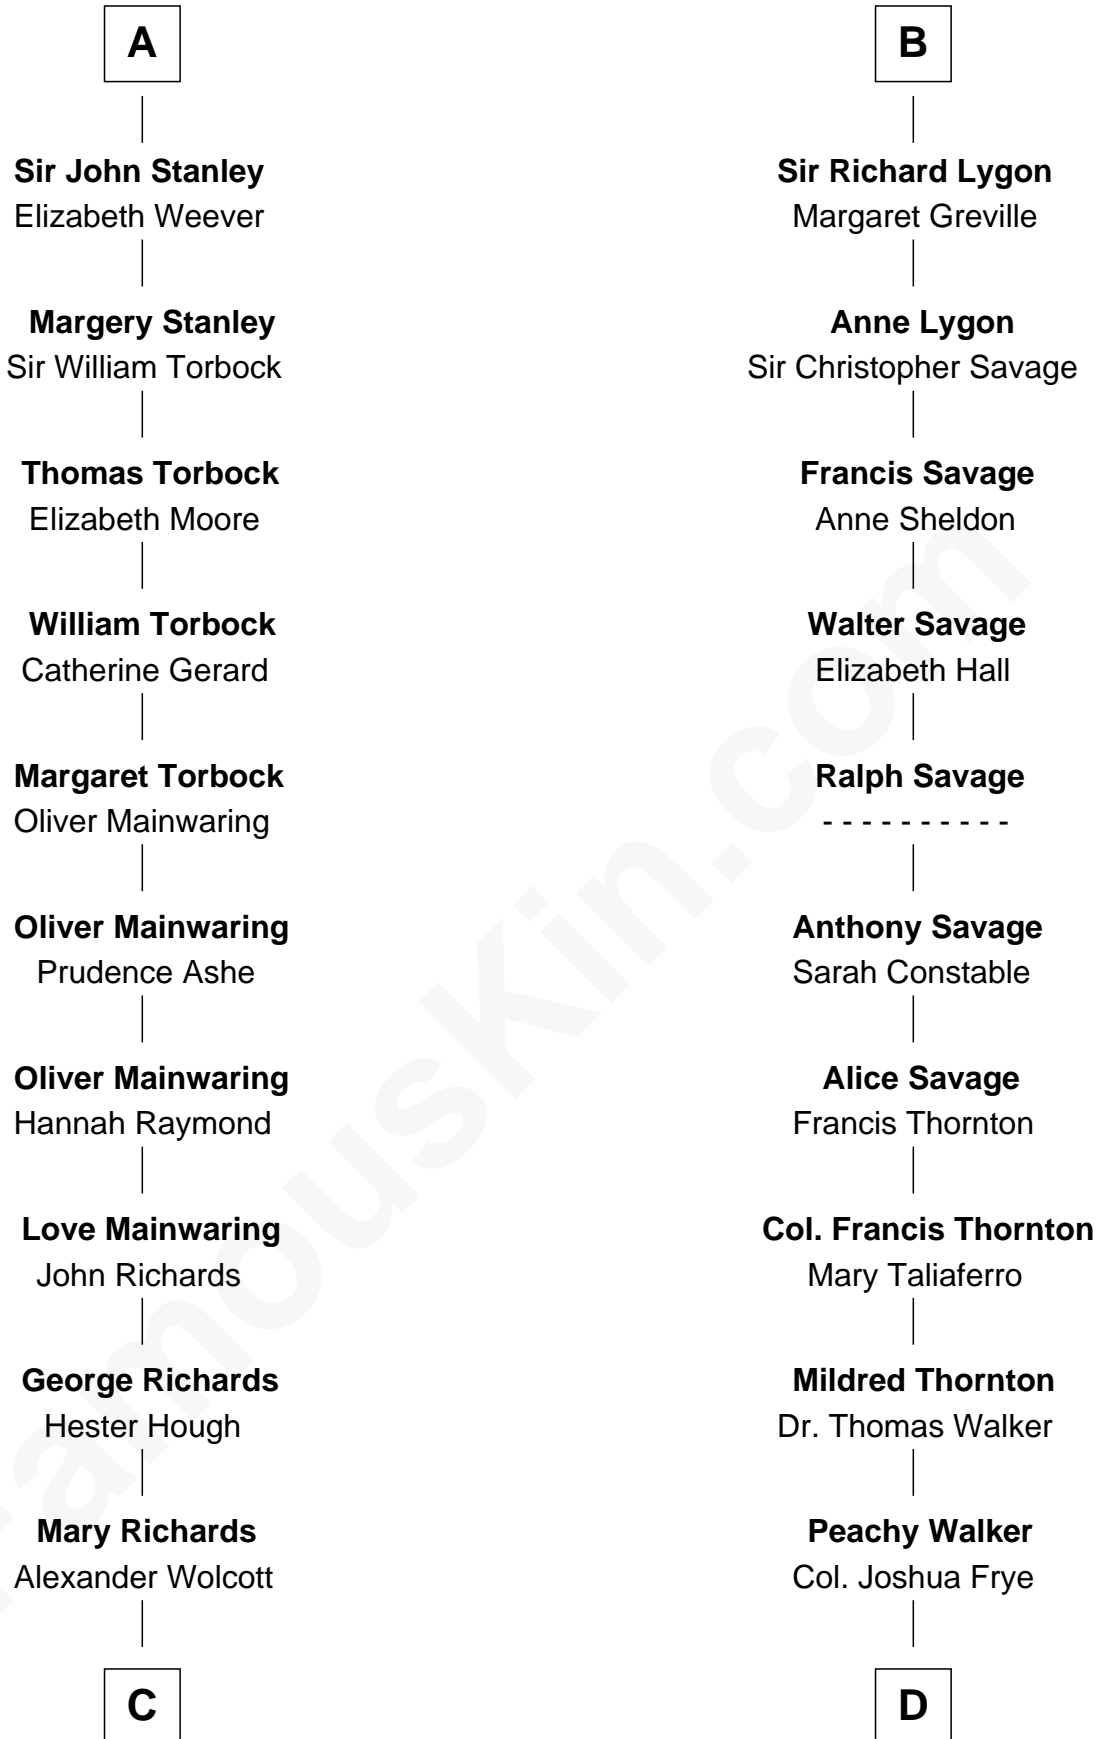 A
Sir John Stanley
Elizabeth Weever
Margery Stanley
Sir William Torbock
Thomas Torbock
Elizabeth Moore
William Torbock
Catherine Gerard
Margaret Torbock
Oliver Mainwaring
Oliver Mainwaring
Prudence Ashe
Oliver Mainwaring
Hannah Raymond
Love Mainwaring
John Richards
George Richards
Hester Hough
Mary Richards
Alexander Wolcott
C
B
Sir Richard Lygon
Margaret Greville
Anne Lygon
Sir Christopher Savage
Francis Savage
Anne Sheldon
Walter Savage
Elizabeth Hall
Ralph Savage
- - - - - - - - - -
Anthony Savage
Sarah Constable
Alice Savage
Francis Thornton
Col. Francis Thornton
Mary Taliaferro
Mildred Thornton
Dr. Thomas Walker
Peachy Walker
Col. Joshua Frye
D
FamousKin.com